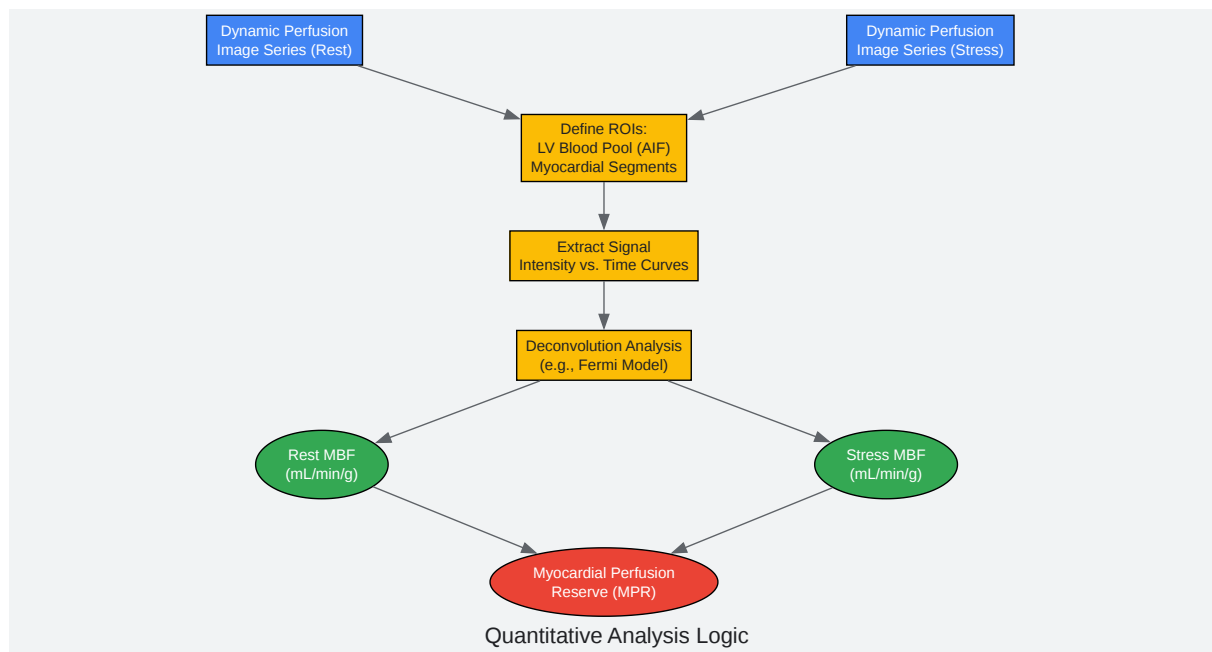 Dynamic Perfusion
Image Series (Rest)
Dynamic Perfusion
Image Series (Stress)
Define ROIs:
LV Blood Pool (AIF)
Myocardial Segments
Extract Signal
Intensity vs. Time Curves
Deconvolution Analysis
(e.g., Fermi Model)
Rest MBF
(mL/min/g)
Stress MBF
(mL/min/g)
Myocardial Perfusion
Reserve (MPR)
Quantitative Analysis Logic